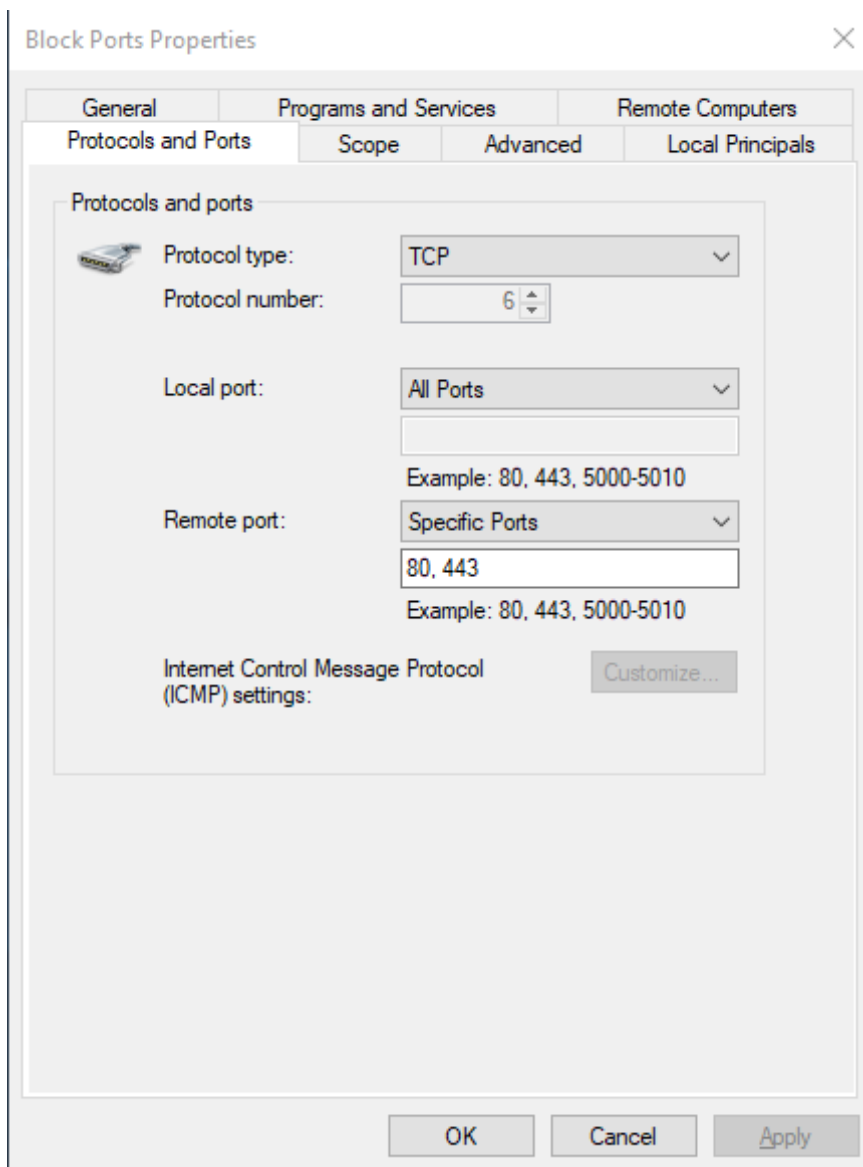 Block Ports Properties
General Programs and Services Remote Computers
Protocols and Ports Scope Advanced Local Principals
Protocols and ports
Protocol type: TCP
Protocol number: 6
Local port: All Ports
Example: 80, 443, 5000-5010
Remote port: Specific Ports
80, 443
Example: 80, 443, 5000-5010
Internet Control Message Protocol Customize...
(ICMP) settings:
OK Cancel Apply